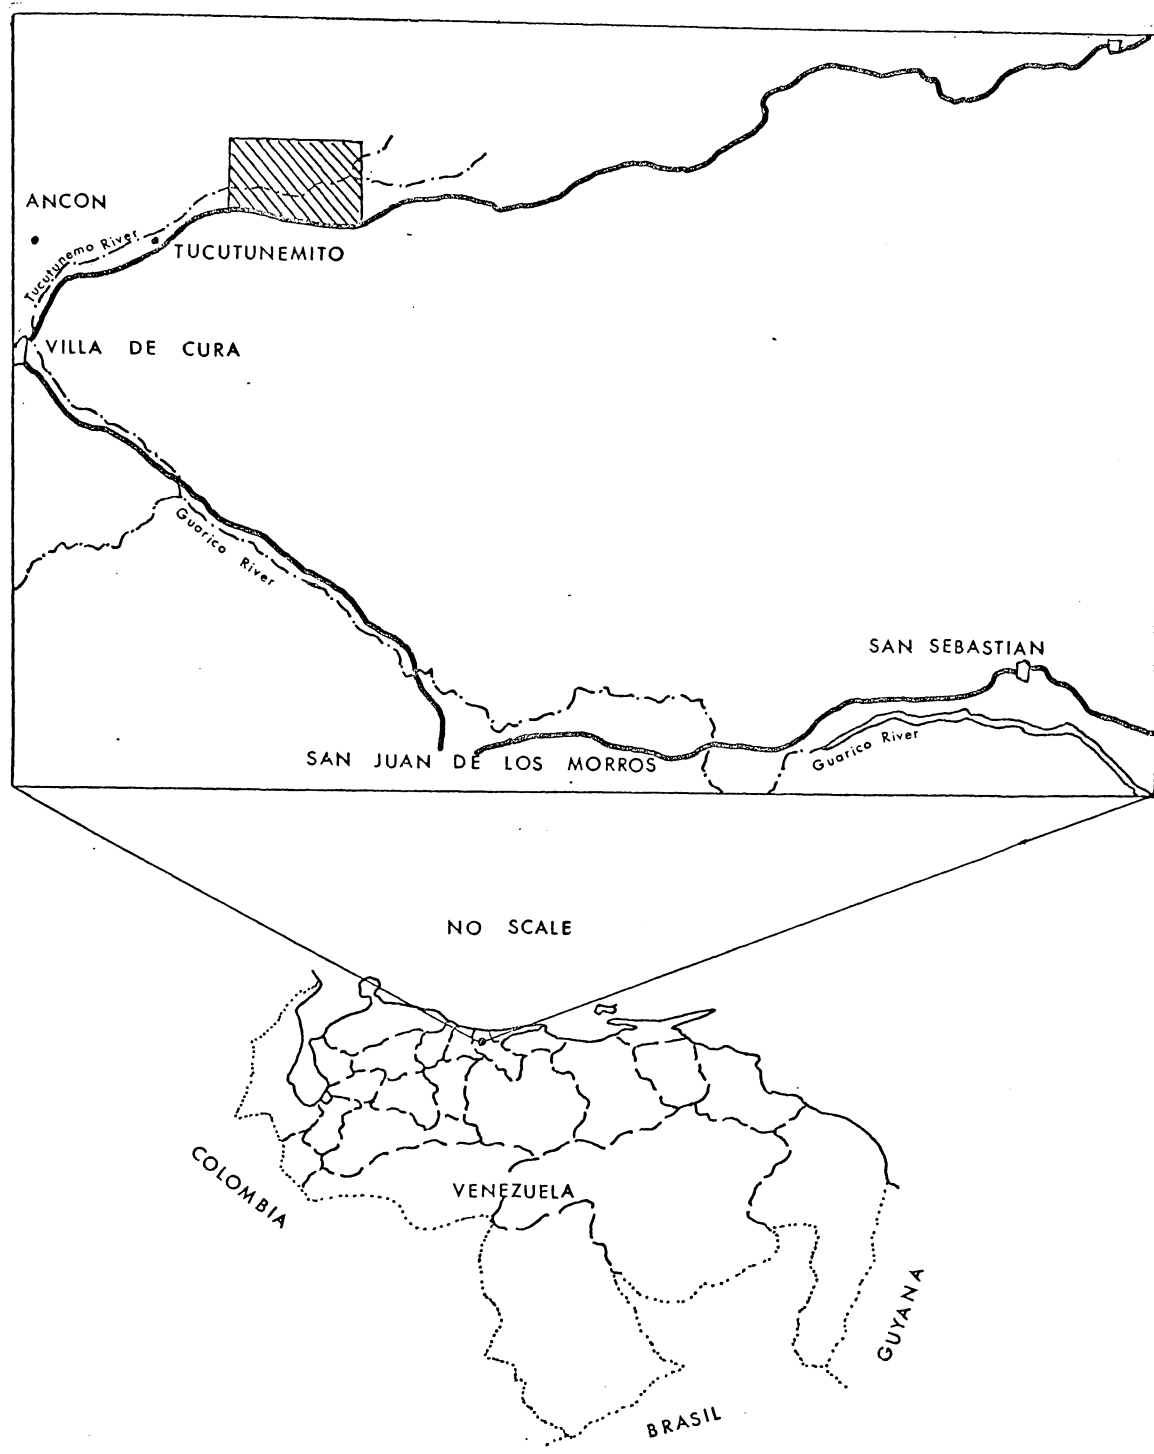 ANCON
Tucutunemo River
TUCUTUNEMITO
VILLA DE CURA
Guarico River
SAN SEBASTIAN
Guarico River
SAN JUAN DE LOS MORROS
NO SCALE
COLOMBIA
VENEZUELA
GUYANA
BRASIL